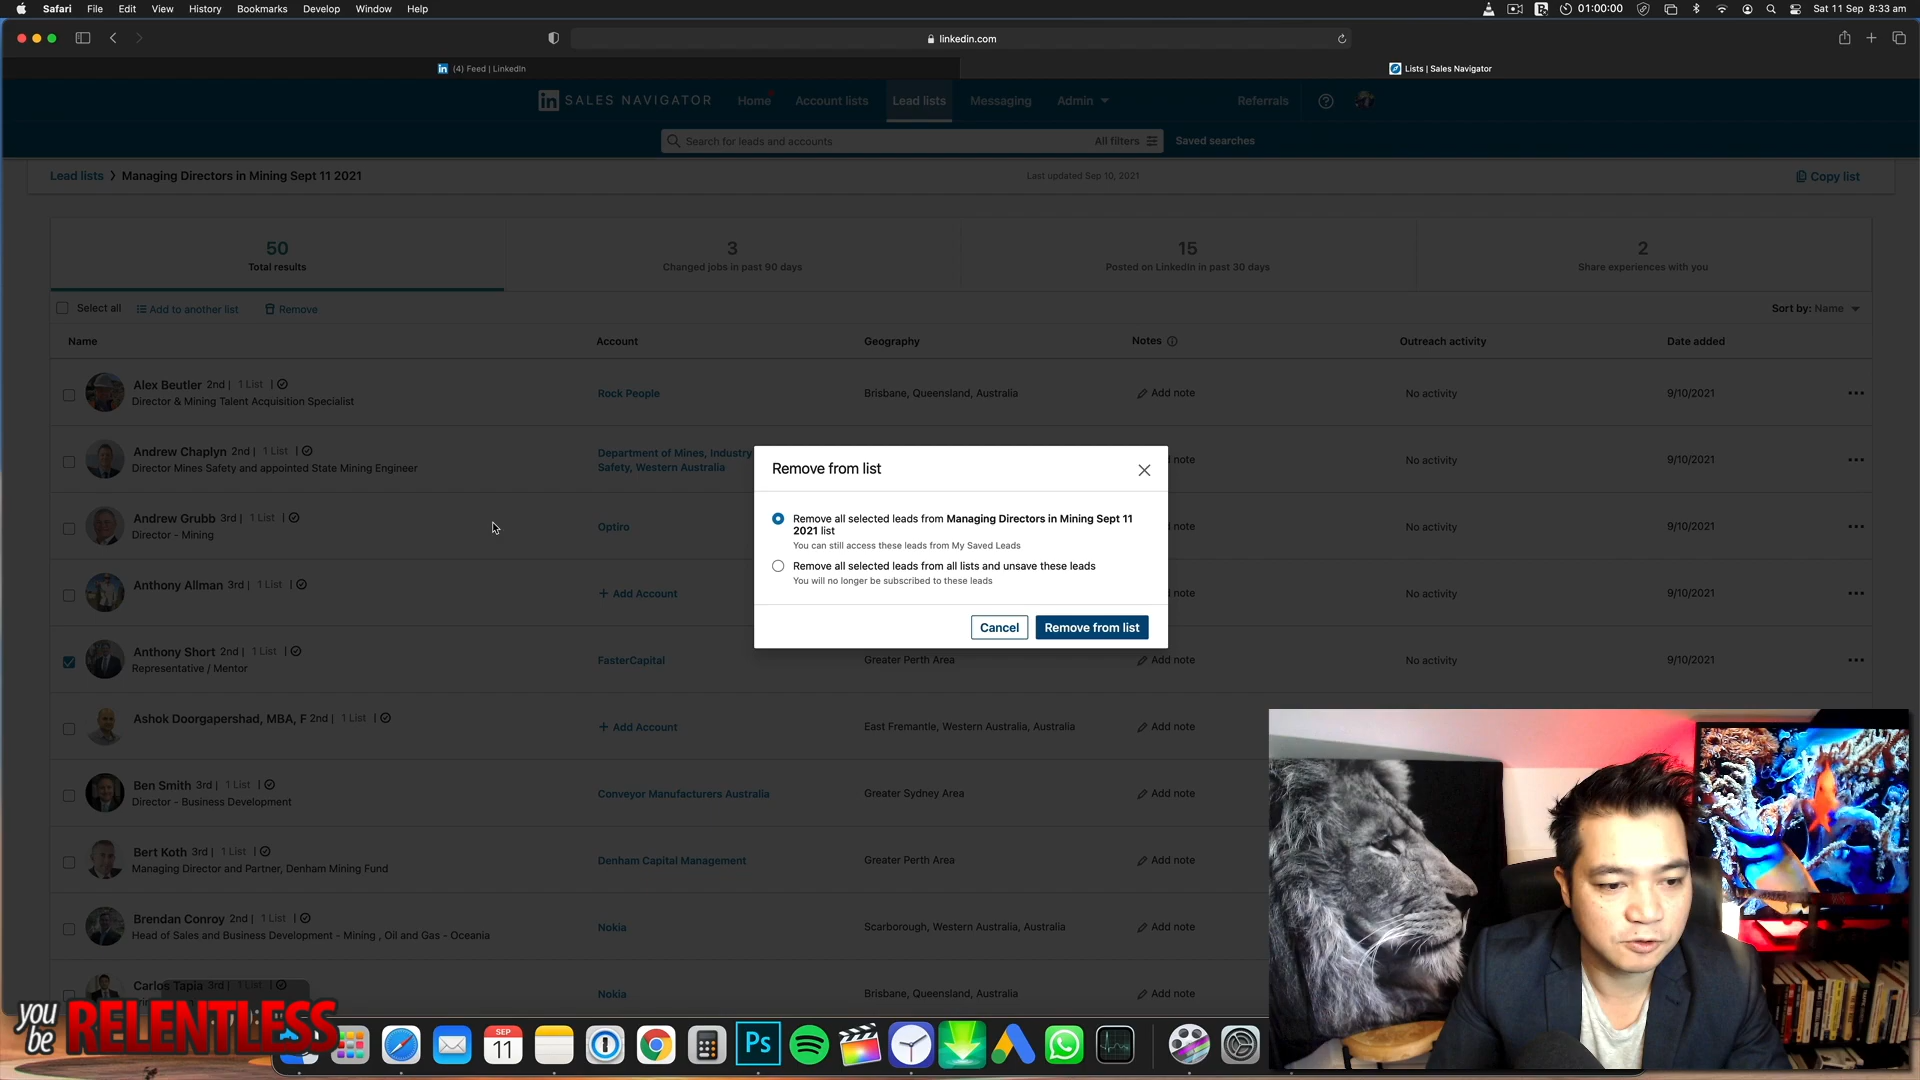 Safari File Edit View History Bookmarks Develop Window Help
01:00:00 Sat 11 Sep 8:33 am
linkedin.com
(4) Feed | LinkedIn
Lists | Sales Navigator
in SALES NAVIGATOR Home Account lists Lead lists Messaging Admin Referrals
Search for leads and accounts All filters Saved searches
Lead lists > Managing Directors in Mining Sept 11 2021
Last updated Sep 10, 2021
Copy list
50 3 15 2
Total results Changed jobs in past 90 days Posted on LinkedIn in past 30 days Share experiences with you
Select all Add to another list Remove Sort by: Name
Name Account Geography Notes Outreach activity Date added
Alex Beutler 2nd | 1 List |
Director & Mining Talent Acquisition Specialist
Rock People Brisbane, Queensland, Australia Add note No activity 9/10/2021
Andrew Chaplyn 2nd | 1 List |
Director Mines Safety and appointed State Mining Engineer
Department of Mines, Industry
Safety, Western Australia
note No activity 9/10/2021
Andrew Grubb 3rd | 1 List |
Director - Mining
Optiro note No activity 9/10/2021
Anthony Allman 3rd | 1 List |
+ Add Account note No activity 9/10/2021
Anthony Short 2nd | 1 List |
Representative / Mentor
FasterCapital Greater Perth Area Add note No activity 9/10/2021
Ashok Doorgapershad, MBA, F 2nd | 1 List |
+ Add Account East Fremantle, Western Australia, Australia Add note
Ben Smith 3rd | 1 List |
Director - Business Development
Conveyor Manufacturers Australia Greater Sydney Area Add note
Bert Koth 3rd | 1 List |
Managing Director and Partner, Denham Mining Fund
Denham Capital Management Greater Perth Area Add note
Brendan Conroy 2nd | 1 List |
Head of Sales and Business Development - Mining , Oil and Gas - Oceania
Nokia Scarborough, Western Australia, Australia Add note
Carlos Tapia 3rd | 1 List |
Nokia Brisbane, Queensland, Australia Add note
Remove from list
Remove all selected leads from Managing Directors in Mining Sept 11
2021 list
You can still access these leads from My Saved Leads
Remove all selected leads from all lists and unsave these leads
You will no longer be subscribed to these leads
Cancel Remove from list
you be RELENTLESS
SEP
11
Ps